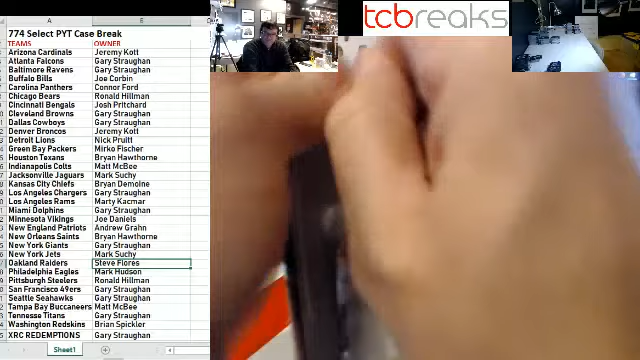 774 Select PYT Case Break
TEAMS OWNER
Arizona Cardinals Jeremy Kott
Atlanta Falcons Gary Straughan
Baltimore Ravens Gary Straughan
Buffalo Bills Joe Corbin
Carolina Panthers Connor Ford
Chicago Bears Ronald Hillman
Cincinnati Bengals Josh Pritchard
Cleveland Browns Gary Straughan
Dallas Cowboys Gary Straughan
Denver Broncos Jeremy Kott
Detroit Lions Nick Pruitt
Green Bay Packers Mirko Fischer
Houston Texans Bryan Hawthorne
Indianapolis Colts Matt McBee
Jacksonville Jaguars Mark Suchy
Kansas City Chiefs Bryan Demoine
Los Angeles Chargers Gary Straughan
Los Angeles Rams Marty Kacmar
Miami Dolphins Gary Straughan
Minnesota Vikings Joe Daniels
New England Patriots Andrew Grahn
New Orleans Saints Bryan Hawthorne
New York Giants Gary Straughan
New York Jets Mark Suchy
Oakland Raiders Steve Flores
Philadelphia Eagles Mark Hudson
Pittsburgh Steelers Ronald Hillman
San Francisco 49ers Gary Straughan
Seattle Seahawks Gary Straughan
Tampa Bay Buccaneers Matt McBee
Tennesse Titans Gary Straughan
Washington Redskins Brian Spickler
XRC REDEMPTIONS Gary Straughan
Sheet1
tcbreaks